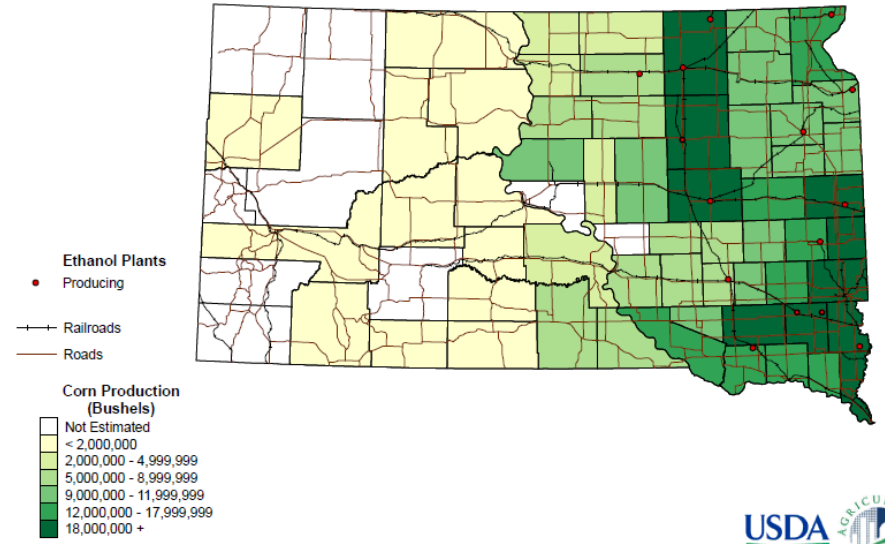 Ethanol Plants
Producing
Railroads
Roads
Corn Production
(Bushels)
Not Estimated
< 2,000,000
2,000,000 - 4,999,999
5,000,000 - 8,999,999
9,000,000 - 11,999,999
12,000,000 - 17,999,999
18,000,000 +
USDA
AGRICU